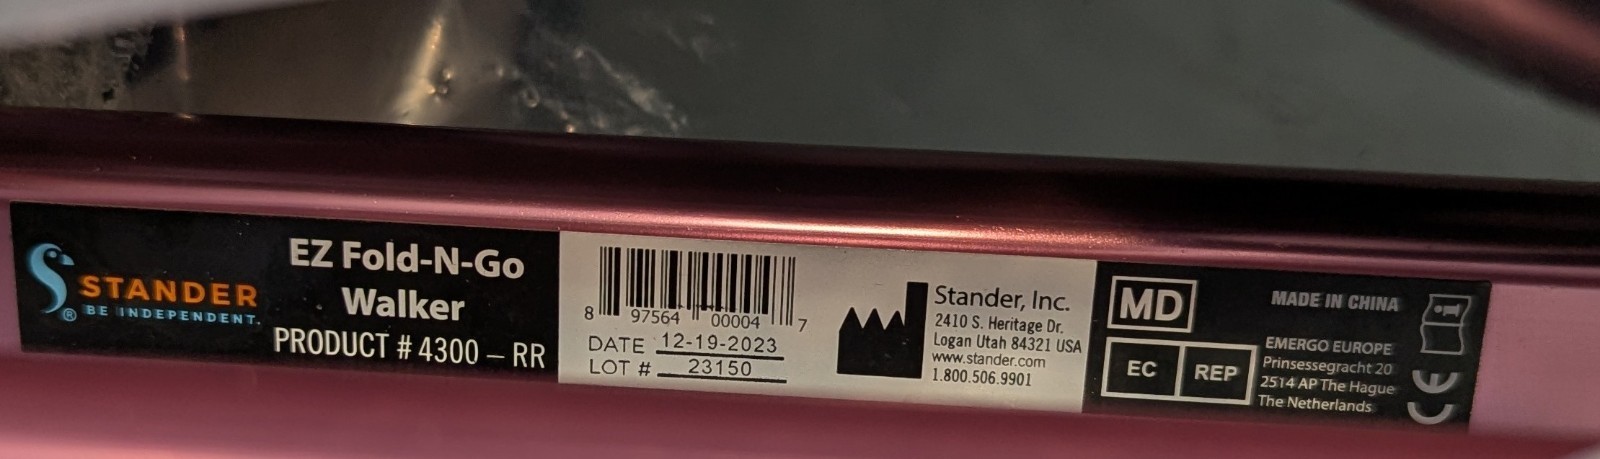 STANDER
®
BE INDEPENDENT.
EZ Fold-N-Go
Walker
PRODUCT # 4300 – RR
8 97564 00004 7
DATE 12-19-2023
LOT # 23150
Stander, Inc.
2410 S. Heritage Dr.
Logan Utah 84321 USA
www.stander.com
1.800.506.9901
MD
EC REP
MADE IN CHINA
EMERGO EUROPE
Prinsessegracht 20
2514 AP The Hague
The Netherlands
CE